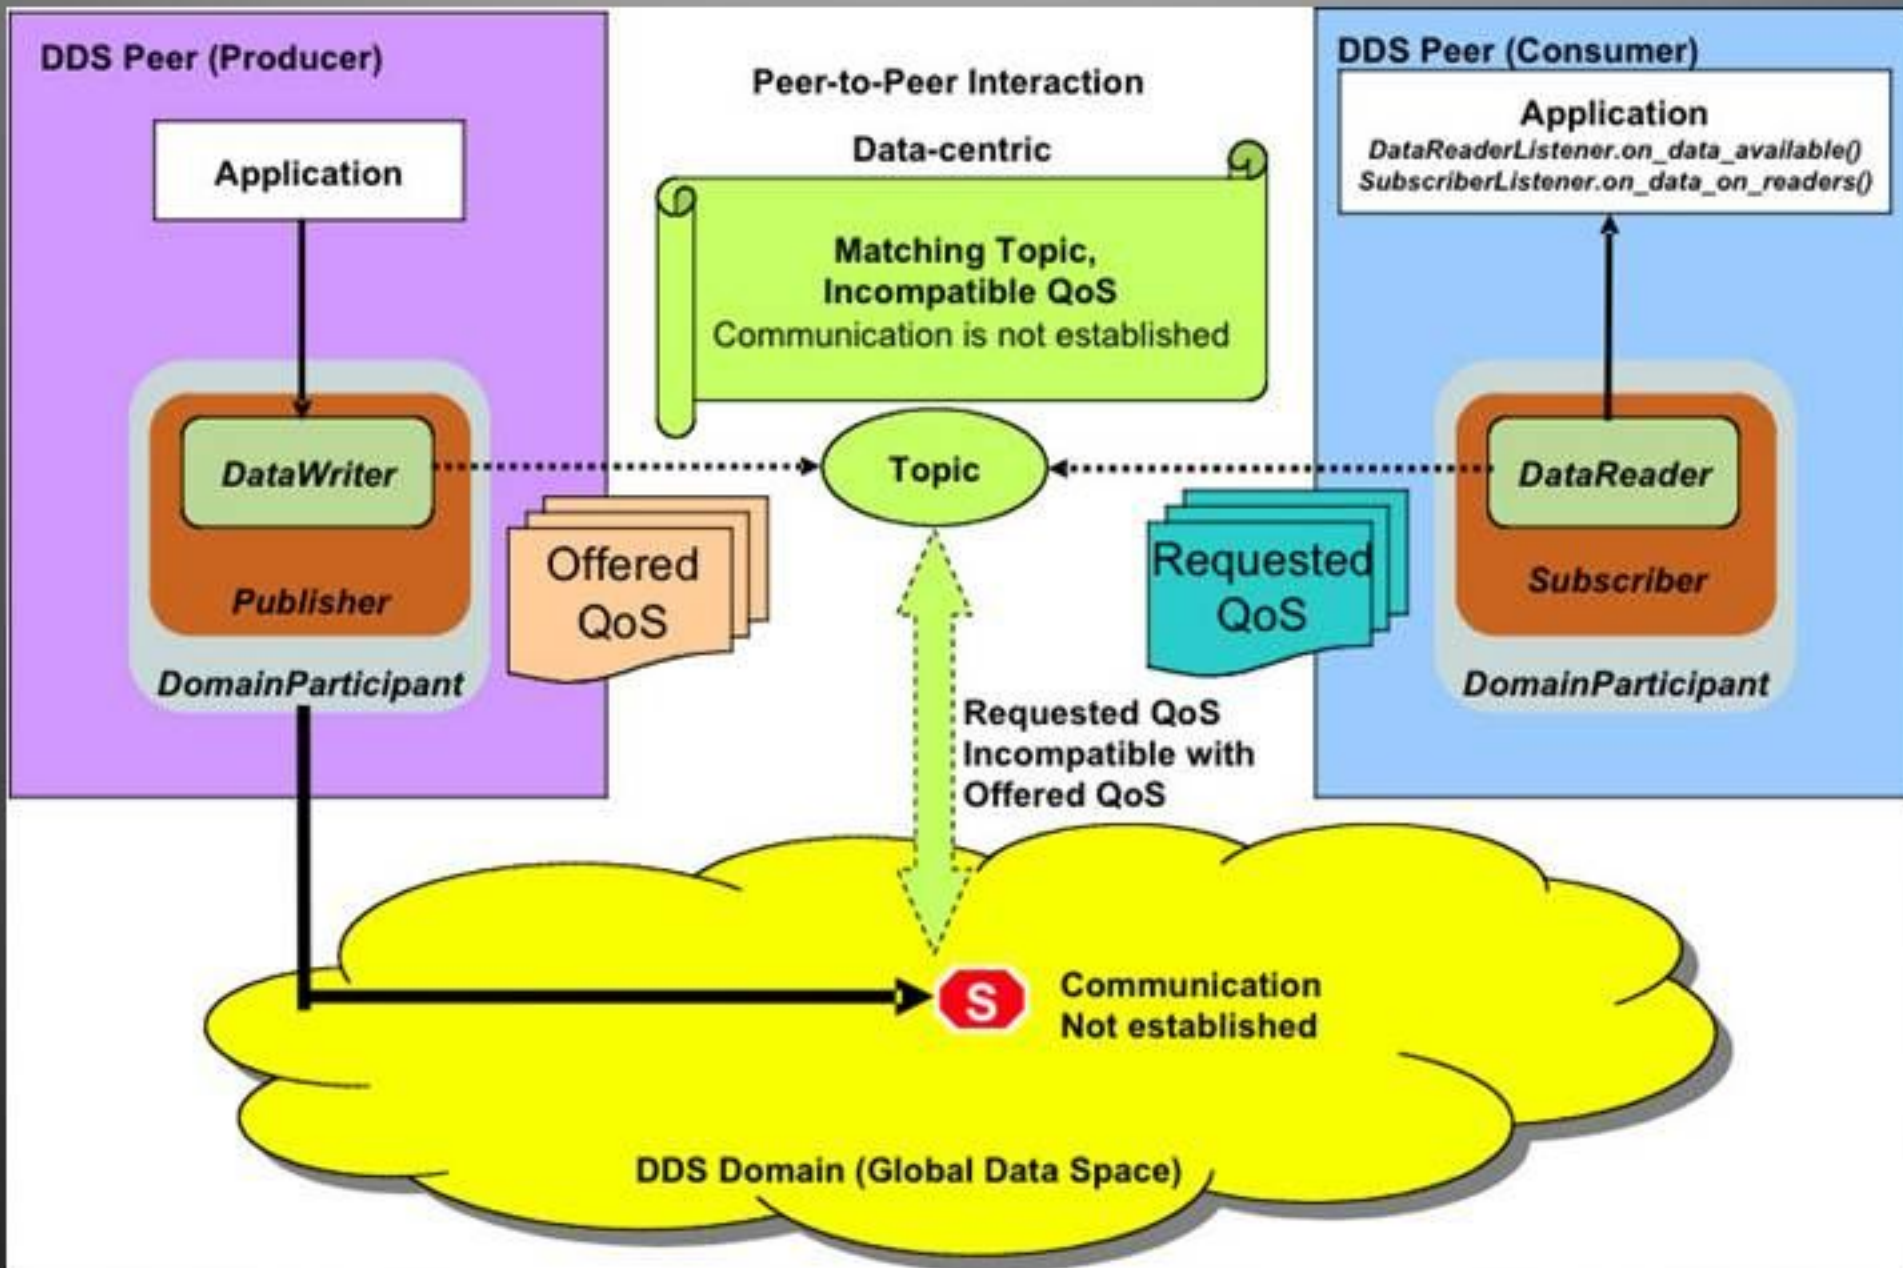 DDS Peer (Producer)
Application
DataWriter
Publisher
DomainParticipant
Peer-to-Peer Interaction
Data-centric
Matching Topic,
Incompatible QoS
Communication is not established
Topic
Offered
QoS
Requested
QoS
Requested QoS
Incompatible with
Offered QoS
DDS Peer (Consumer)
Application
DataReaderListener.on_data_available()
SubscriberListener.on_data_on_readers()
DataReader
Subscriber
DomainParticipant
S
Communication
Not established
DDS Domain (Global Data Space)